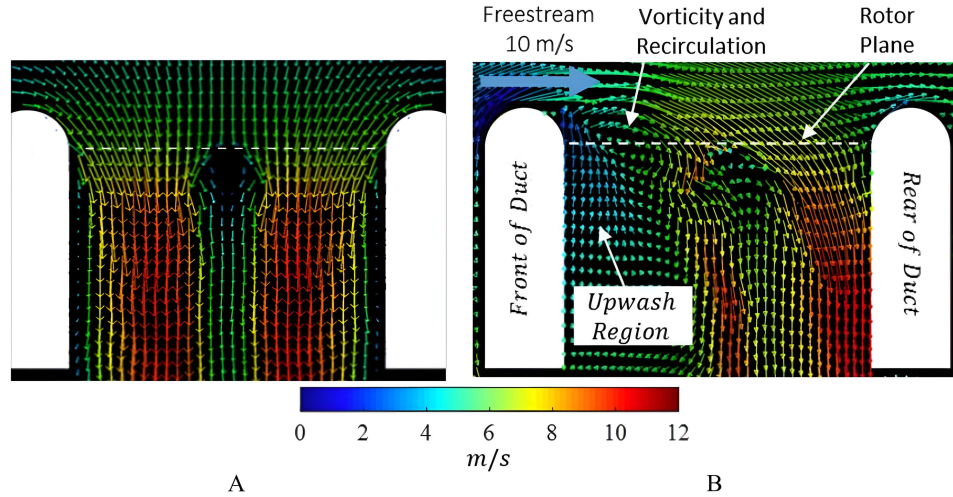 Freestream
10 m/s
Vorticity and
Recirculation
Rotor
Plane
Front of Duct
Upwash
Region
Rear of Duct
0 2 4 6 8 10 12
m/s
A
B